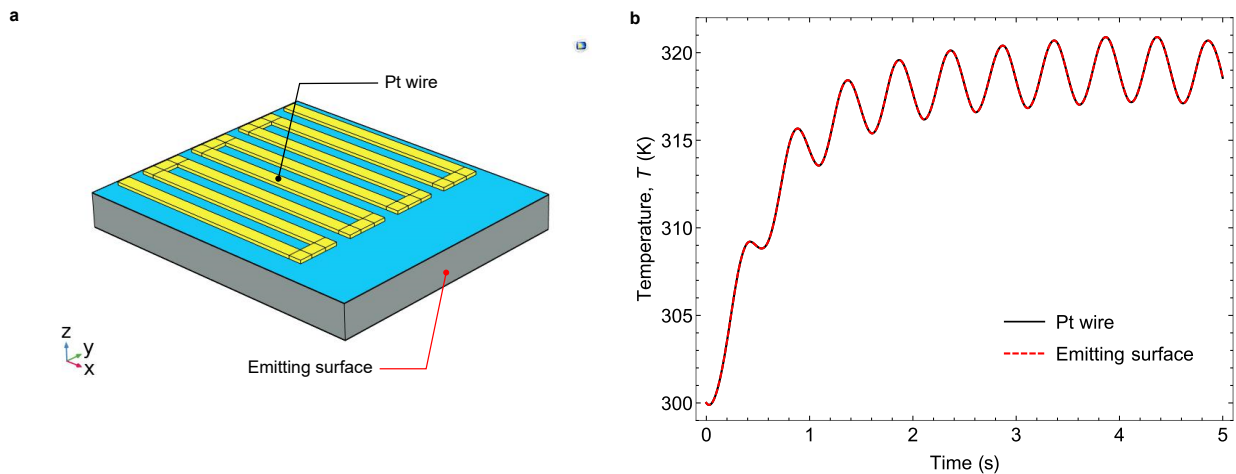 a
Pt wire
Emitting surface
z
y
x
b
Temperature, T (K)
320
315
310
305
300
Pt wire
Emitting surface
0 1 2 3 4 5
Time (s)